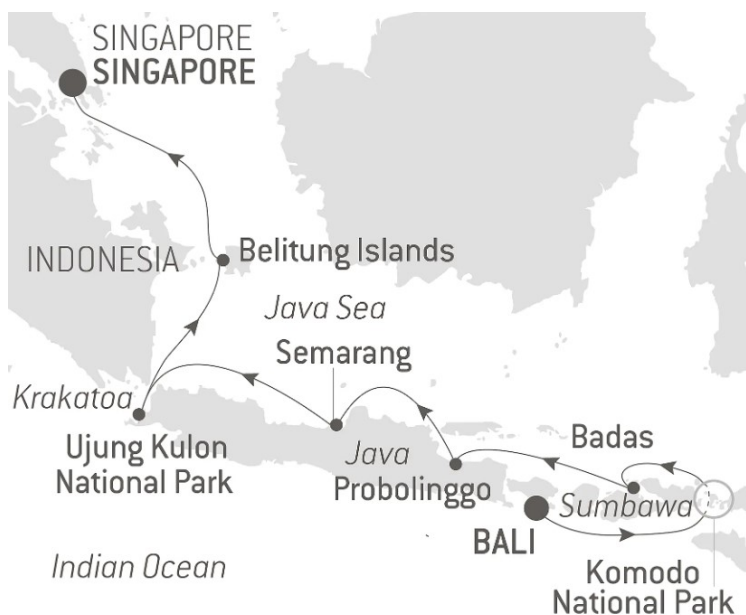 SINGAPORE
SINGAPORE
INDONESIA
Belitung Islands
Java Sea
Semarang
Krakatoa
Ujung Kulon
National Park
Java
Probolinggo
Badas
Sumbawa
BALI
Komodo
National Park
Indian Ocean